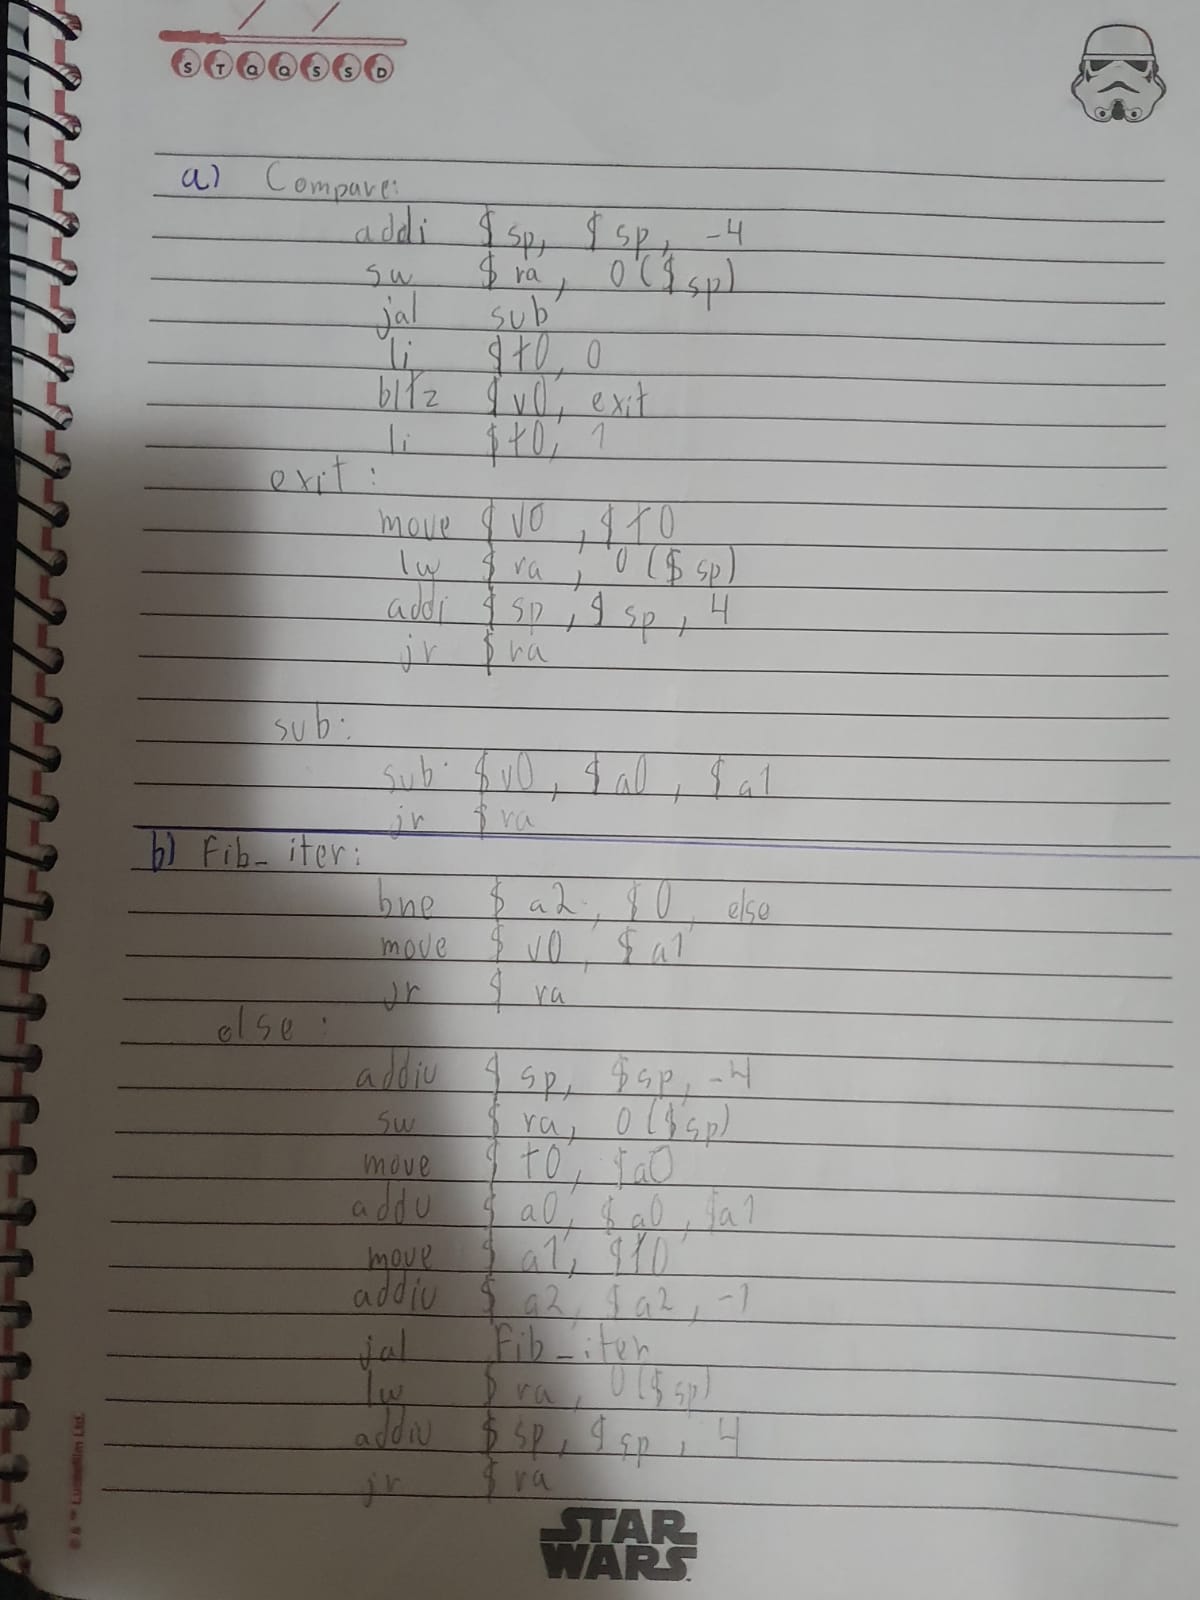 S T Q Q S S D
a) Compare:
addi $sp, $sp, -4
sw $ra, 0($sp)
jal sub
li $t0, 0
bltz $v0, exit
li $t0, 1
exit:
move $v0, $t0
lw $ra, 0($sp)
addi $sp, $sp, 4
jr $ra
sub:
sub $v0, $a0, $a1
jr $ra
b) Fib_iter:
bne $a2, $0, else
move $v0, $a1
jr $ra
else:
addiu $sp, $sp, -4
sw $ra, 0($sp)
move $t0, $a0
addu $a0, $a0, $a1
move $a1, $t0
addiu $a2, $a2, -1
jal Fib_iter
lw $ra, 0($sp)
addiu $sp, $sp, 4
jr $ra
© & ™ Lucasfilm Ltd.
STAR
WARS